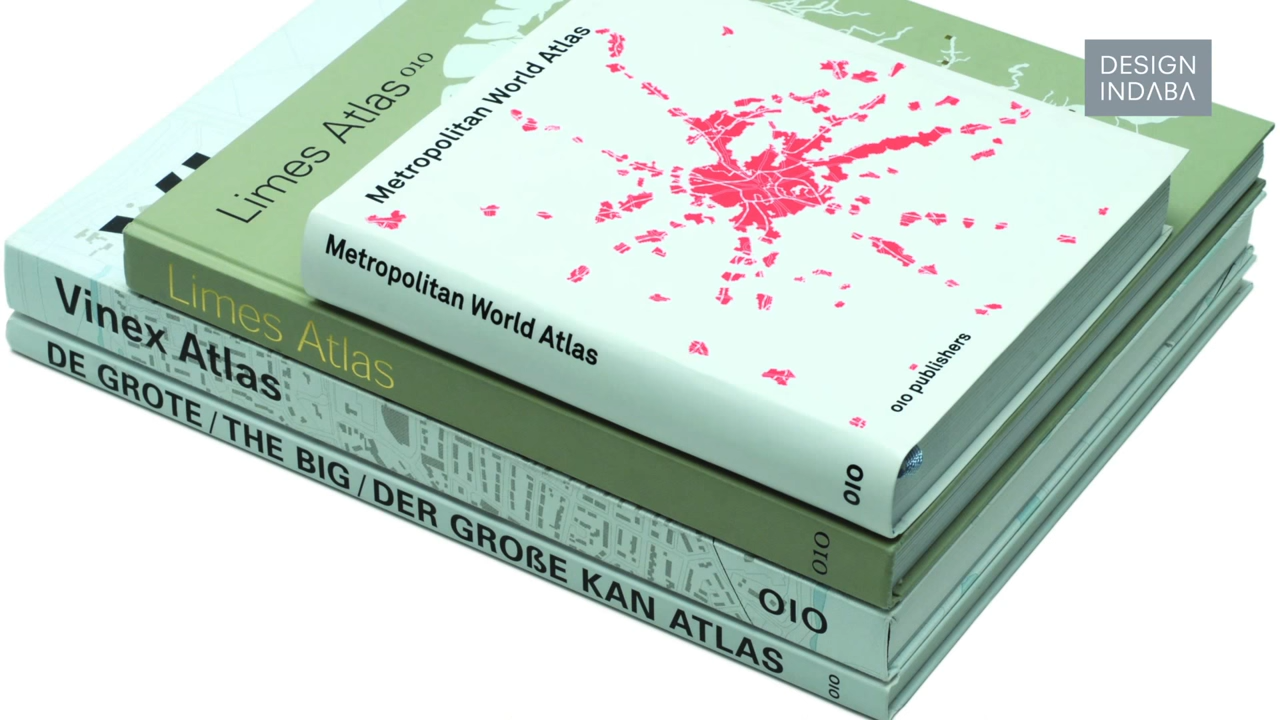 DESIGN
INDABA
Metropolitan World Atlas
010 publishers
Metropolitan World Atlas
010
Limes Atlas 010
Limes Atlas
010
Vinex Atlas
010
DE GROTE / THE BIG / DER GROßE KAN ATLAS
010